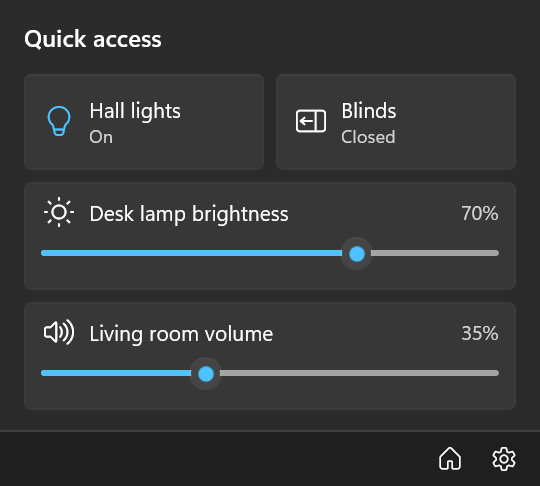 Quick access
Hall lights
On
Blinds
Closed
Desk lamp brightness
70%
Living room volume
35%